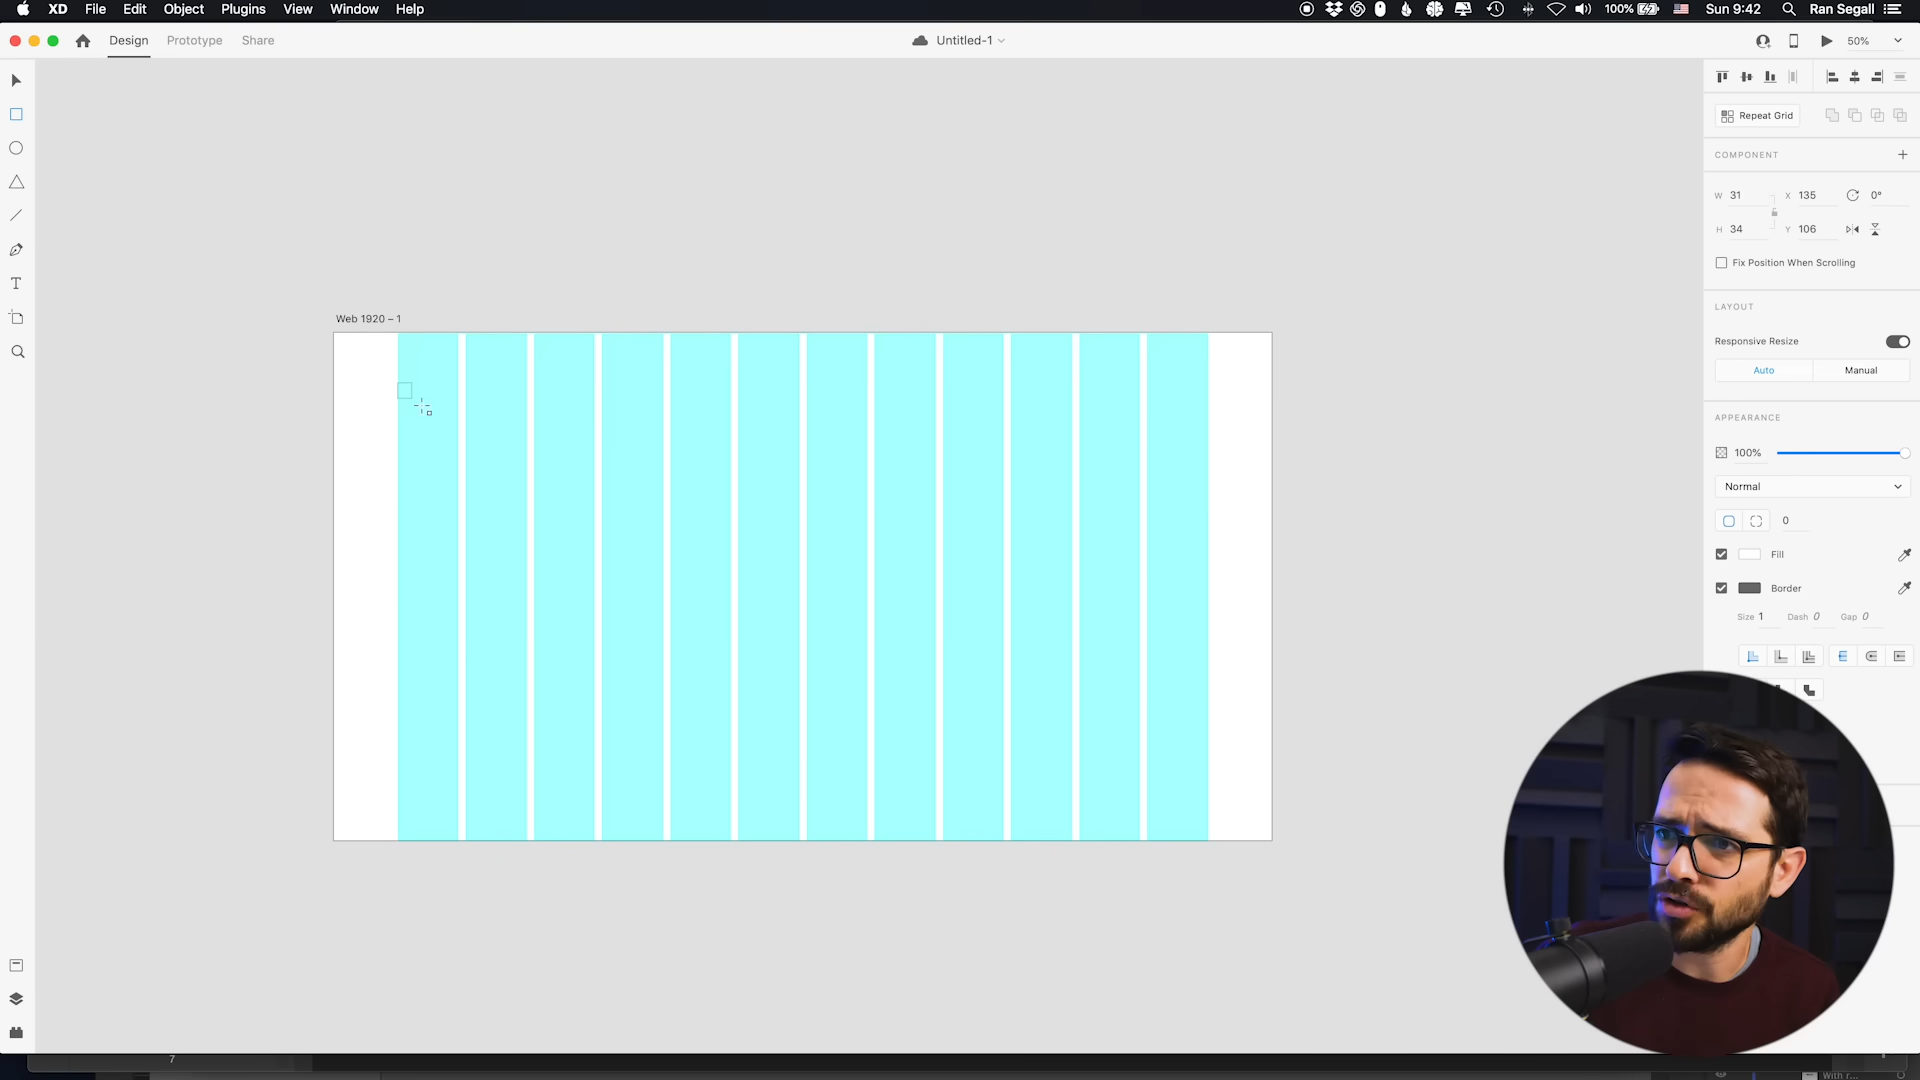 XD File Edit Object Plugins View Window Help
100% Sun 9:42 Ran Segall
Design Prototype Share
Untitled-1
50%
Repeat Grid
COMPONENT
W 31 X 135 0°
H 34 Y 106
Fix Position When Scrolling
LAYOUT
Responsive Resize
Auto Manual
APPEARANCE
100%
Normal
0
Fill
Border
Size 1 Dash 0 Gap 0
Web 1920 – 1
T
7
With r...